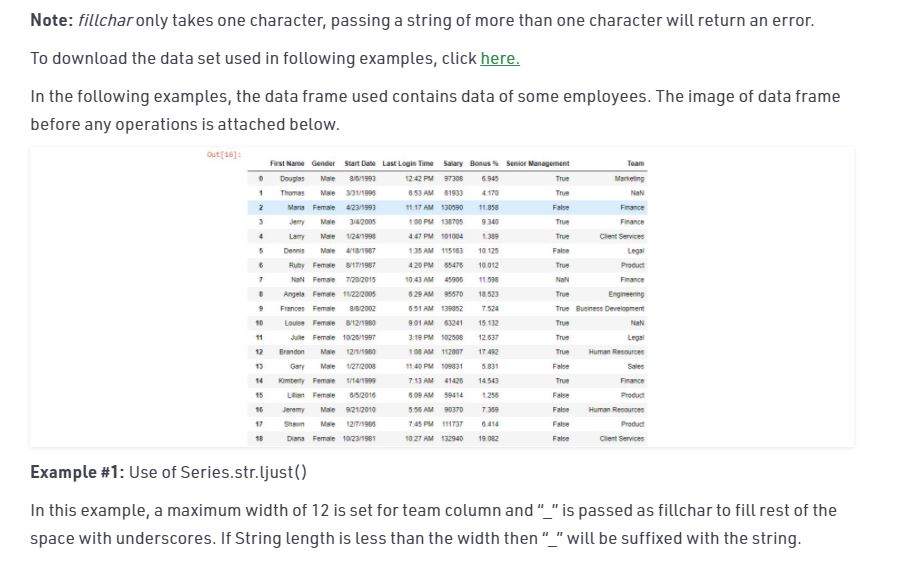 Note: fillchar only takes one character, passing a string of more than one character will return an error.
To download the data set used in following examples, click here.
In the following examples, the data frame used contains data of some employees. The image of data frame
before any operations is attached below.
Out[16]:
First Name Gender Start Date Last Login Time Salary Bonus % Senior Management Team
0 Douglas Male 8/6/1993 12:42 PM 97308 6.945 True Marketing
1 Thomas Male 3/31/1996 6:53 AM 61933 4.170 True NaN
2 Maria Female 4/23/1993 11:17 AM 130590 11.858 False Finance
3 Jerry Male 3/4/2005 1:00 PM 138705 9.340 True Finance
4 Larry Male 1/24/1998 4:47 PM 101004 1.389 True Client Services
5 Dennis Male 4/18/1987 1:35 AM 115163 10.125 False Legal
6 Ruby Female 8/17/1987 4:20 PM 65476 10.012 True Product
7 NaN Female 7/20/2015 10:43 AM 45906 11.598 NaN Finance
8 Angela Female 11/22/2005 6:29 AM 95570 18.523 True Engineering
9 Frances Female 8/8/2002 6:51 AM 139852 7.524 True Business Development
10 Louise Female 8/12/1980 9:01 AM 63241 15.132 True NaN
11 Julie Female 10/26/1997 3:19 PM 102508 12.637 True Legal
12 Brandon Male 12/1/1980 1:08 AM 112807 17.492 True Human Resources
13 Gary Male 1/27/2008 11:40 PM 109831 5.831 False Sales
14 Kimberly Female 1/14/1999 7:13 AM 41426 14.543 True Finance
15 Lillian Female 6/5/2016 6:09 AM 59414 1.256 False Product
16 Jeremy Male 9/21/2010 5:56 AM 90370 7.369 False Human Resources
17 Shawn Male 12/7/1986 7:45 PM 111737 6.414 False Product
18 Diana Female 10/23/1981 10:27 AM 132940 19.082 False Client Services
Example #1: Use of Series.str.ljust()
In this example, a maximum width of 12 is set for team column and “_” is passed as fillchar to fill rest of the
space with underscores. If String length is less than the width then “_” will be suffixed with the string.